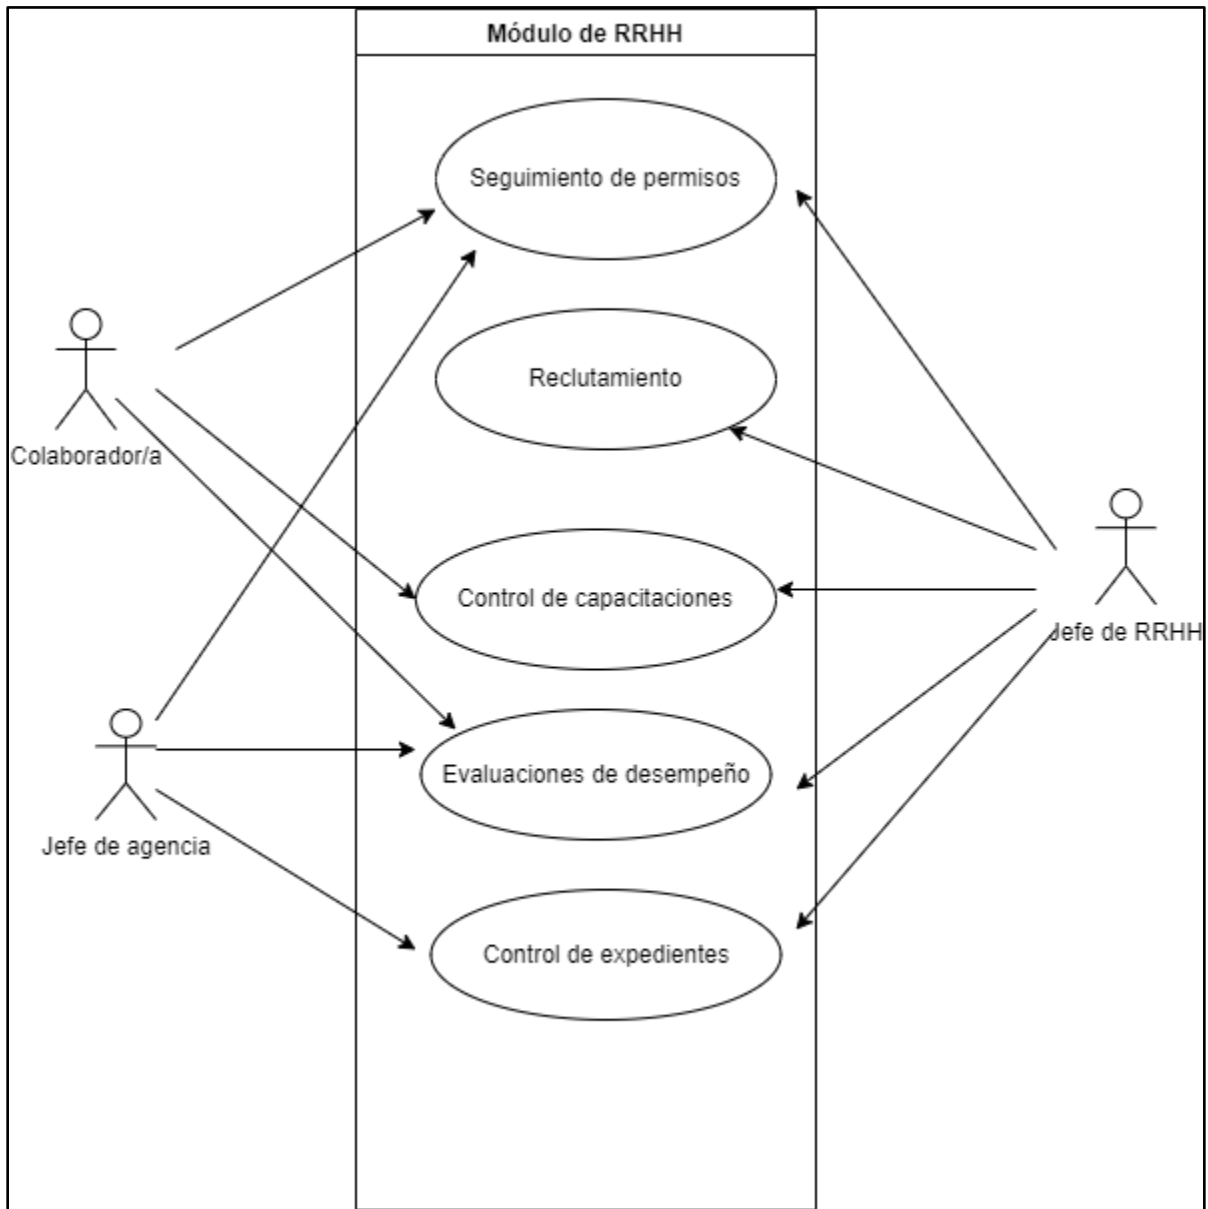 Módulo de RRHH
Seguimiento de permisos
Reclutamiento
Colaborador/a
Control de capacitaciones
Jefe de RRHH
Evaluaciones de desempeño
Jefe de agencia
Control de expedientes